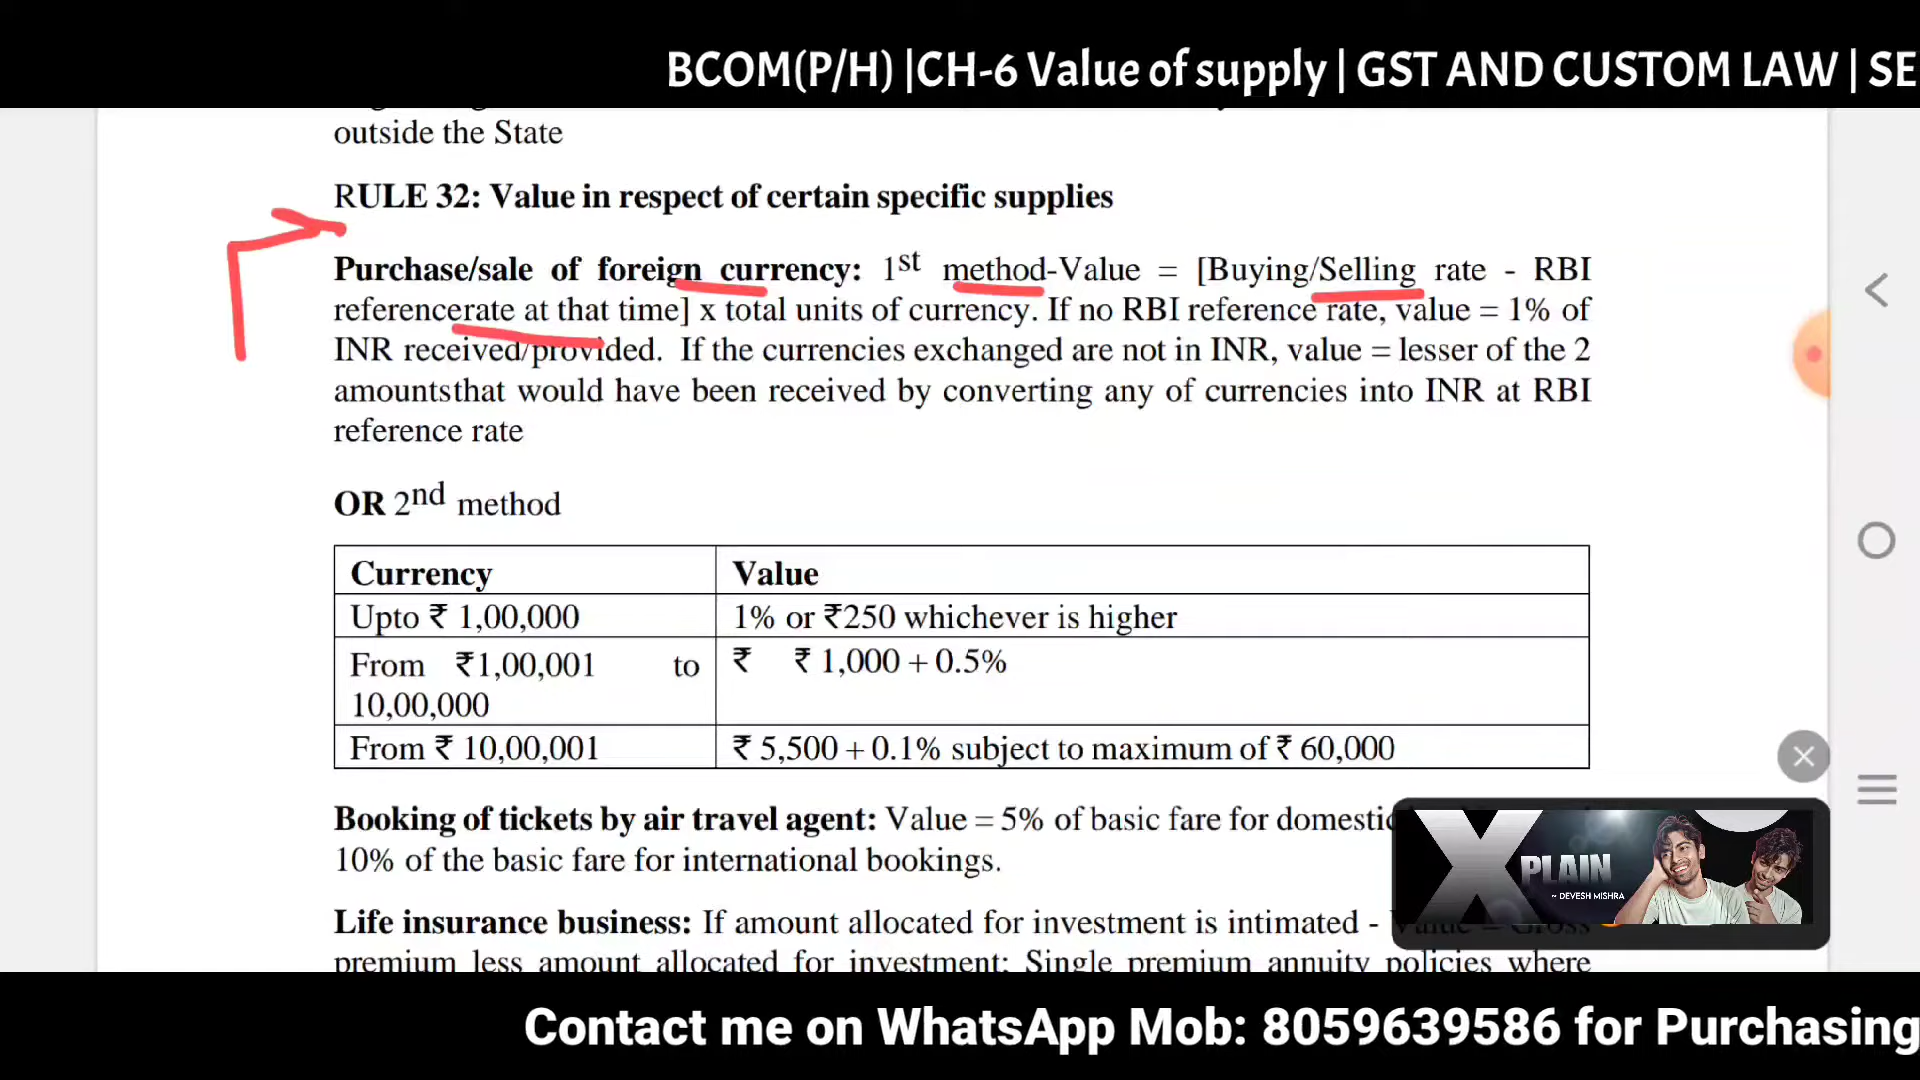 BCOM(P/H) |CH-6 Value of supply | GST AND CUSTOM LAW | SE
outside the State
RULE 32: Value in respect of certain specific supplies
Purchase/sale of foreign currency: 1st method-Value = [Buying/Selling rate - RBI
referencerate at that time] x total units of currency. If no RBI reference rate, value = 1% of
INR received/provided. If the currencies exchanged are not in INR, value = lesser of the 2
amountsthat would have been received by converting any of currencies into INR at RBI
reference rate
OR 2nd method
Currency Value
Upto ₹ 1,00,000 1% or ₹250 whichever is higher
From ₹1,00,001 to ₹ ₹ 1,000 + 0.5%
10,00,000
From ₹ 10,00,001 ₹ 5,500 + 0.1% subject to maximum of ₹ 60,000
Booking of tickets by air travel agent: Value = 5% of basic fare for domestic
10% of the basic fare for international bookings.
X PLAIN
~ DEVESH MISHRA
Life insurance business: If amount allocated for investment is intimated - Value = Gross
premium less amount allocated for investment; Single premium annuity policies where
Contact me on WhatsApp Mob: 8059639586 for Purchasing